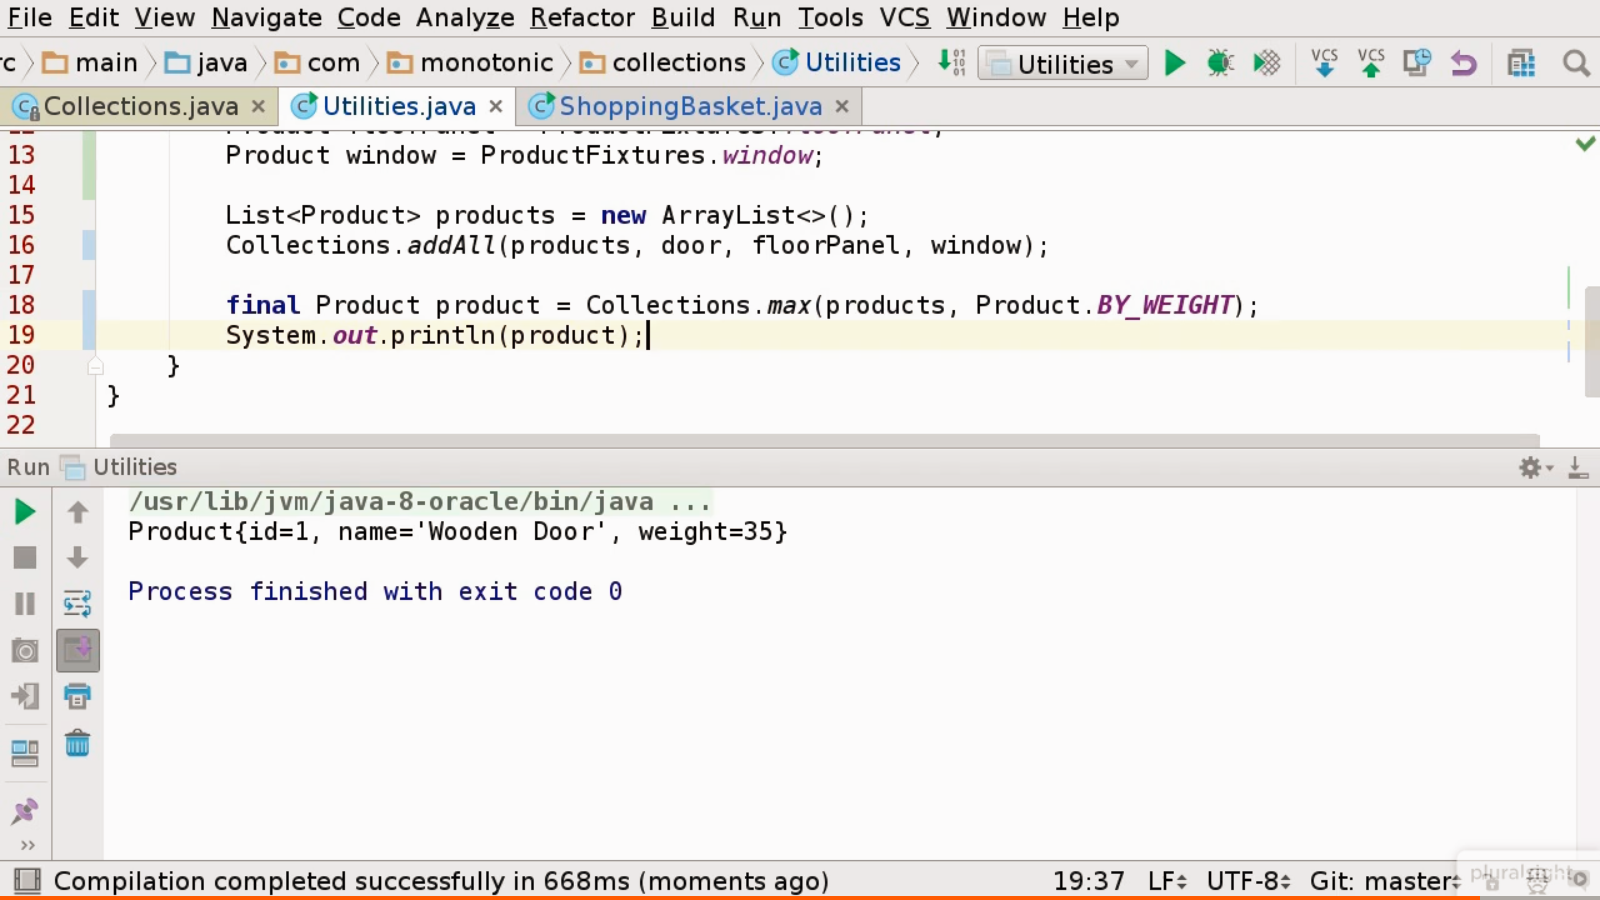 File Edit View Navigate Code Analyze Refactor Build Run Tools VCS Window Help
rc main java com monotonic collections Utilities Utilities VCS VCS
Collections.java Utilities.java ShoppingBasket.java
13 Product window = ProductFixtures.window;
14
15 List<Product> products = new ArrayList<>();
16 Collections.addAll(products, door, floorPanel, window);
17
18 final Product product = Collections.max(products, Product.BY_WEIGHT);
19 System.out.println(product);
20 }
21 }
22
Run Utilities
/usr/lib/jvm/java-8-oracle/bin/java ...
Product{id=1, name='Wooden Door', weight=35}
Process finished with exit code 0
Compilation completed successfully in 668ms (moments ago) 19:37 LF UTF-8 Git: master
pluralsight